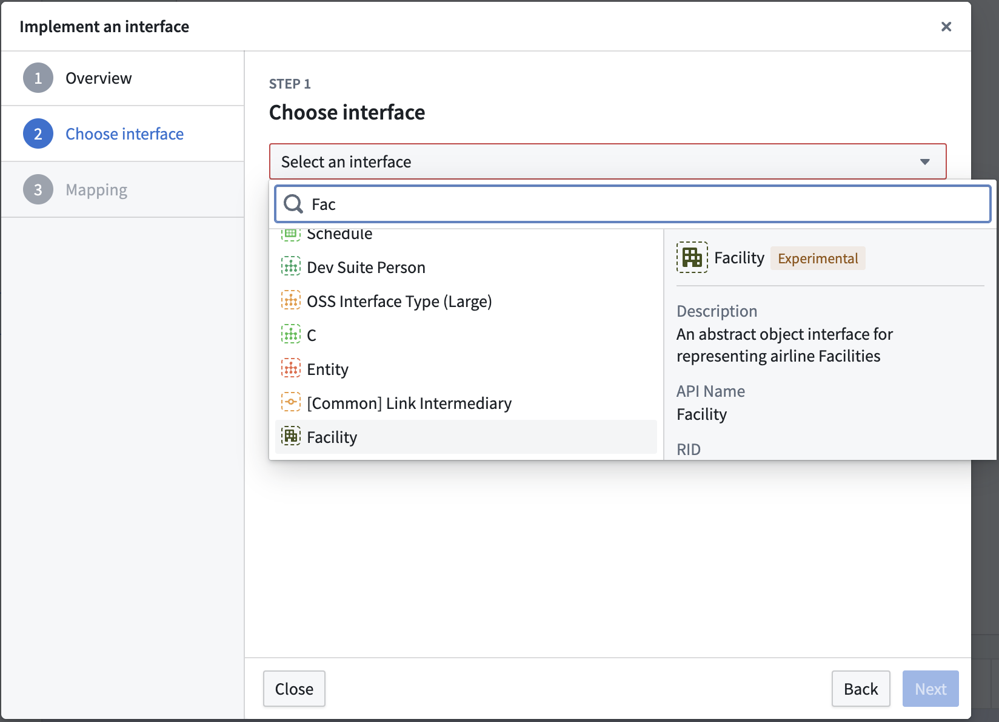 Implement an interface
1 Overview
2 Choose interface
3 Mapping
STEP 1
Choose interface
Select an interface
Fac
Schedule
Dev Suite Person
OSS Interface Type (Large)
C
Entity
[Common] Link Intermediary
Facility
Facility Experimental
Description
An abstract object interface for
representing airline Facilities
API Name
Facility
RID
Close
Back
Next